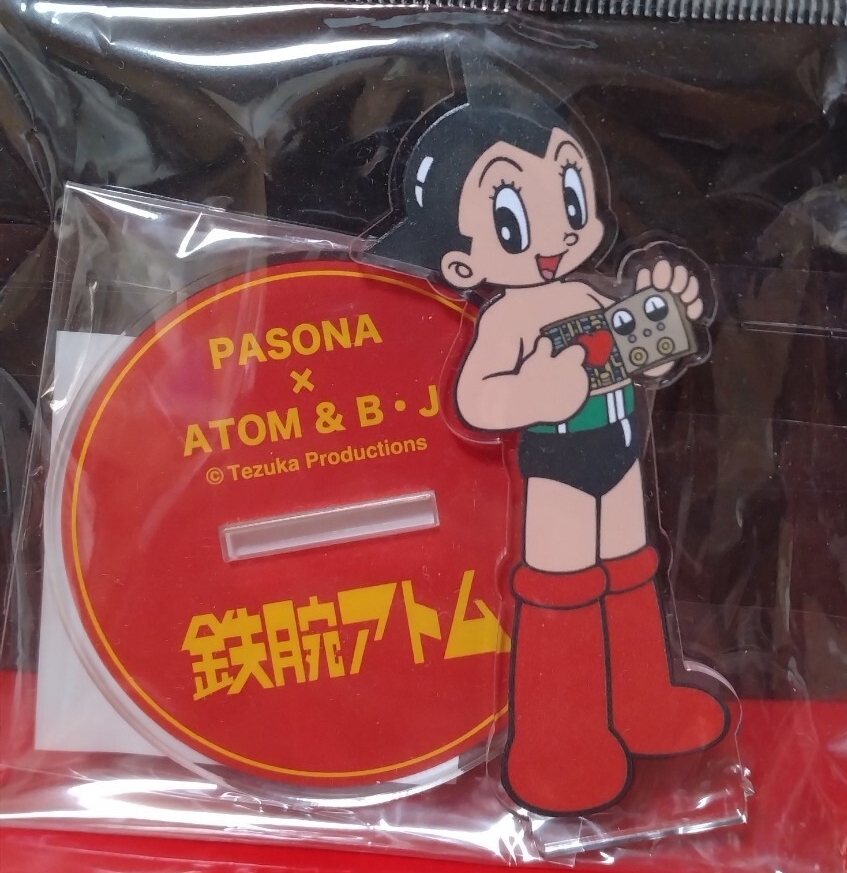 PASONA
×
ATOM & B・J
© Tezuka Productions
鉄腕アトム